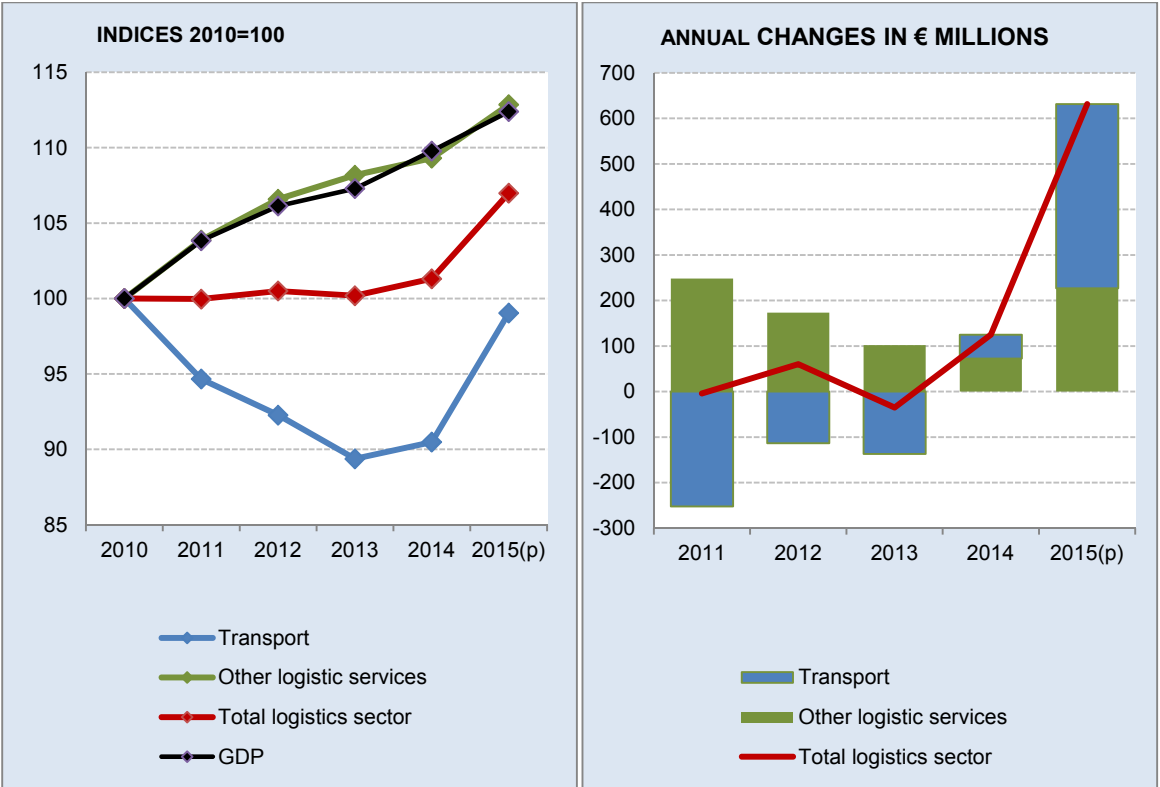 INDICES 2010=100
115
110
105
100
95
90
85
2010 2011 2012 2013 2014 2015(p)
Transport
Other logistic services
Total logistics sector
GDP
ANNUAL CHANGES IN € MILLIONS
700
600
500
400
300
200
100
0
-100
-200
-300
2011 2012 2013 2014 2015(p)
Transport
Other logistic services
Total logistics sector